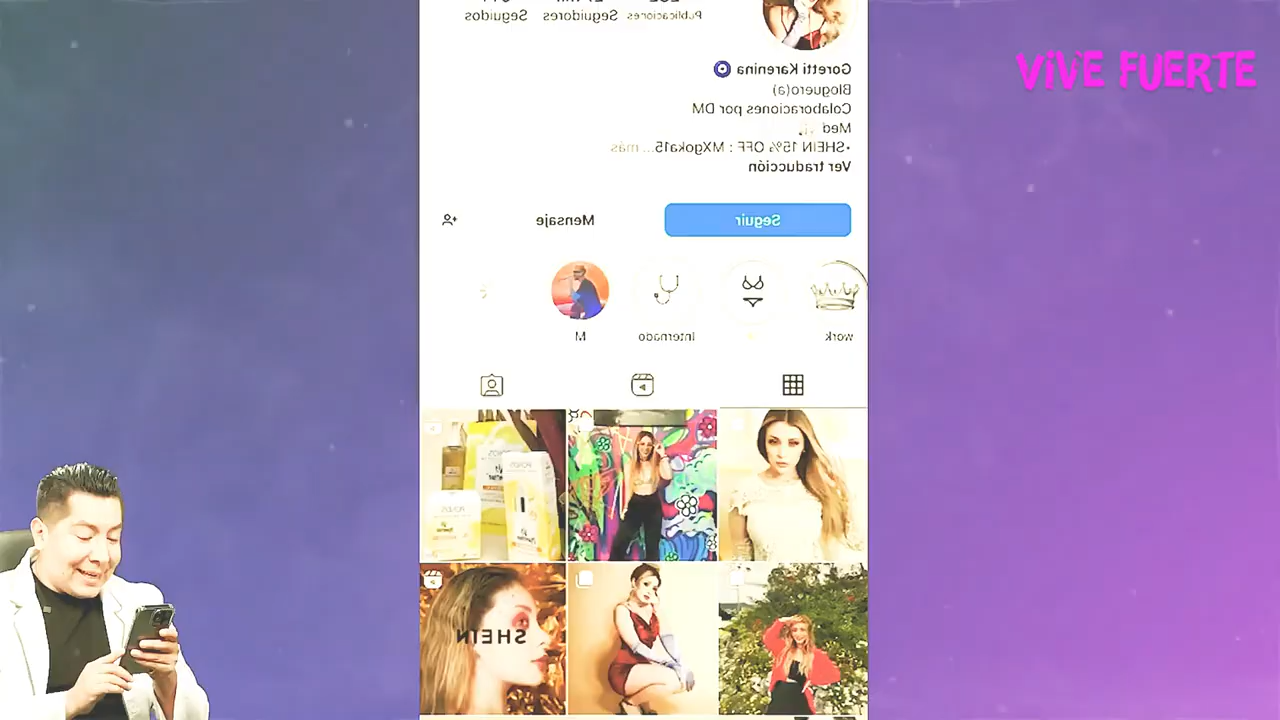 VIVE FUERTE
Publicaciones
Seguidores
Seguidos
Goretti Karenina
Bloguero(a)
Colaboraciones por DM
Med
•SHEIN 15% OFF : MXgoka15... más
Ver traducción
Seguir
Mensaje
work
Internado
M
SHEIN